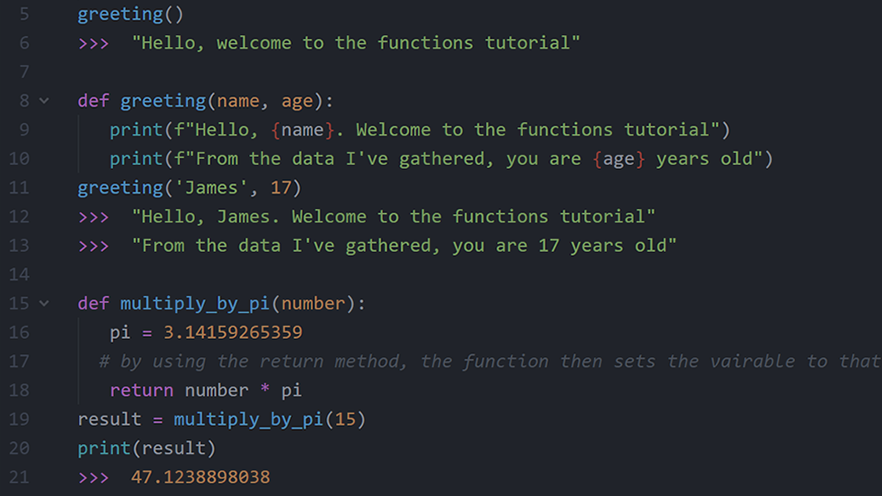 5 greeting()
6 >>> "Hello, welcome to the functions tutorial"
7
8 def greeting(name, age):
9 print(f"Hello, {name}. Welcome to the functions tutorial")
10 print(f"From the data I've gathered, you are {age} years old")
11 greeting('James', 17)
12 >>> "Hello, James. Welcome to the functions tutorial"
13 >>> "From the data I've gathered, you are 17 years old"
14
15 def multiply_by_pi(number):
16 pi = 3.14159265359
17 # by using the return method, the function then sets the vairable to that
18 return number * pi
19 result = multiply_by_pi(15)
20 print(result)
21 >>> 47.1238898038